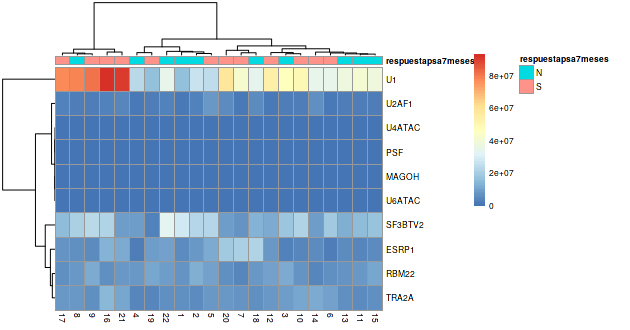 respuestapsa7meses
respuestapsa7meses
N
S
U1
U2AF1
U4ATAC
PSF
MAGOH
U6ATAC
SF3BTV2
ESRP1
RBM22
TRA2A
8e+07
6e+07
4e+07
2e+07
0
17 8 9 16 21 4 19 22 1 2 5 20 7 18 12 3 10 14 6 13 11 15